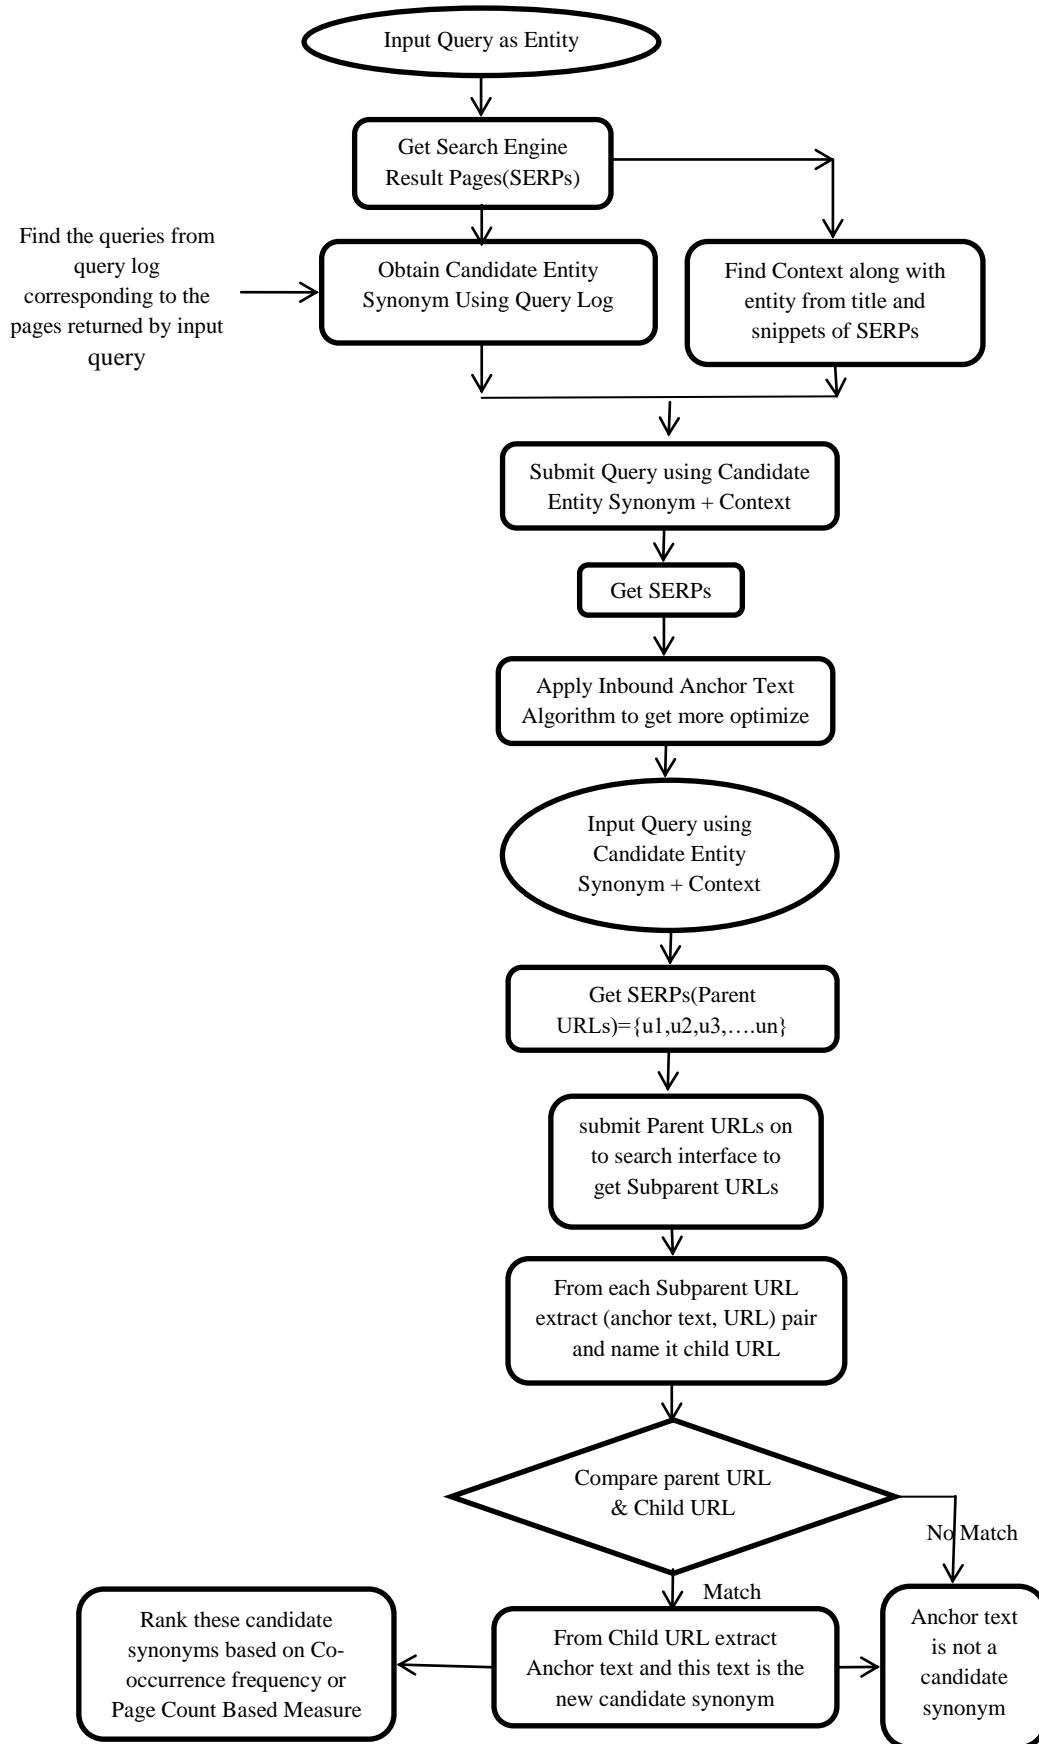 Input Query as Entity
Get Search Engine
Result Pages(SERPs)
Find the queries from
query log
corresponding to the
pages returned by input
query
Obtain Candidate Entity
Synonym Using Query Log
Find Context along with
entity from title and
snippets of SERPs
Submit Query using Candidate
Entity Synonym + Context
Get SERPs
Apply Inbound Anchor Text
Algorithm to get more optimize
Input Query using
Candidate Entity
Synonym + Context
Get SERPs(Parent
URLs)={u1,u2,u3,….un}
submit Parent URLs on
to search interface to
get Subparent URLs
From each Subparent URL
extract (anchor text, URL) pair
and name it child URL
Compare parent URL
& Child URL
No Match
Match
Rank these candidate
synonyms based on Co-
occurrence frequency or
Page Count Based Measure
From Child URL extract
Anchor text and this text is the
new candidate synonym
Anchor text
is not a
candidate
synonym